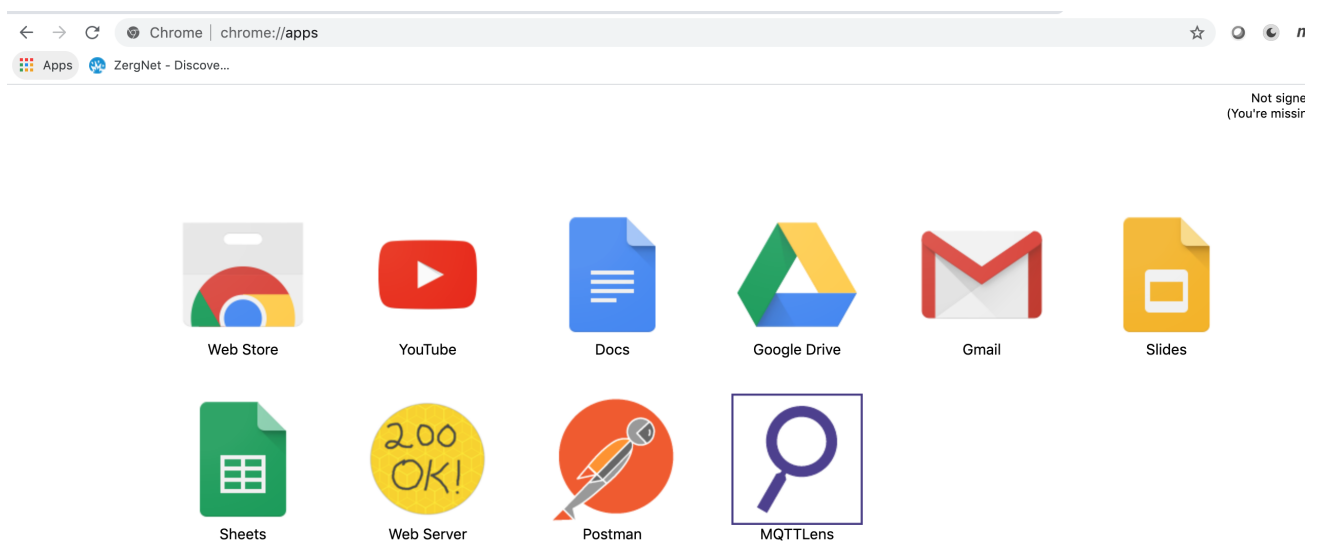 Chrome | chrome://apps
Apps ZergNet - Discove...
Not signe
(You're missin
Web Store YouTube Docs Google Drive Gmail Slides
200
OK!
Sheets Web Server Postman MQTTLens